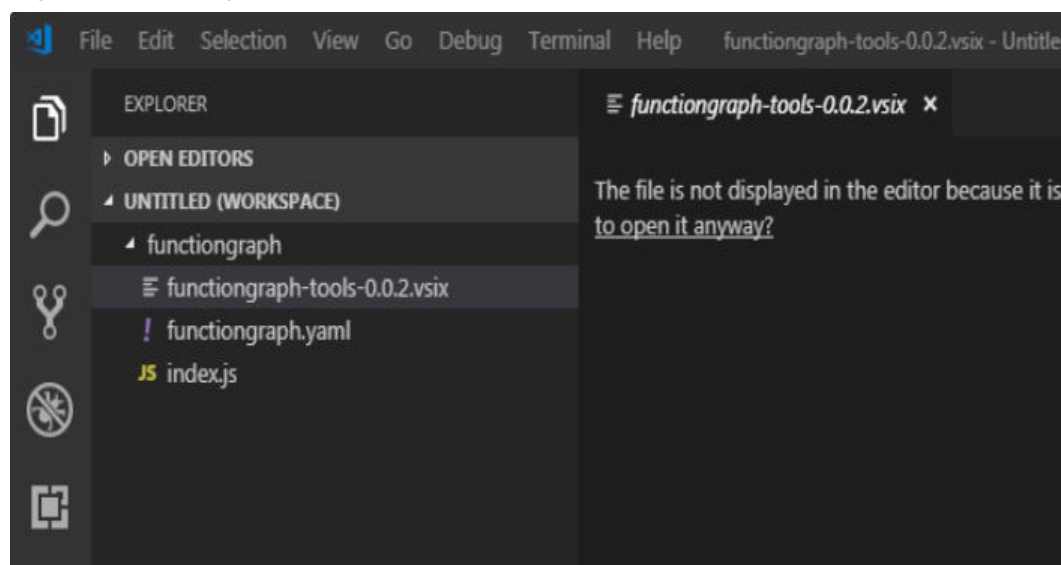 File Edit Selection View Go Debug Terminal Help functiongraph-tools-0.0.2.vsix - Untitle
EXPLORER
functiongraph-tools-0.0.2.vsix ×
OPEN EDITORS
UNTITLED (WORKSPACE)
functiongraph
functiongraph-tools-0.0.2.vsix
! functiongraph.yaml
JS index.js
The file is not displayed in the editor because it is
to open it anyway?